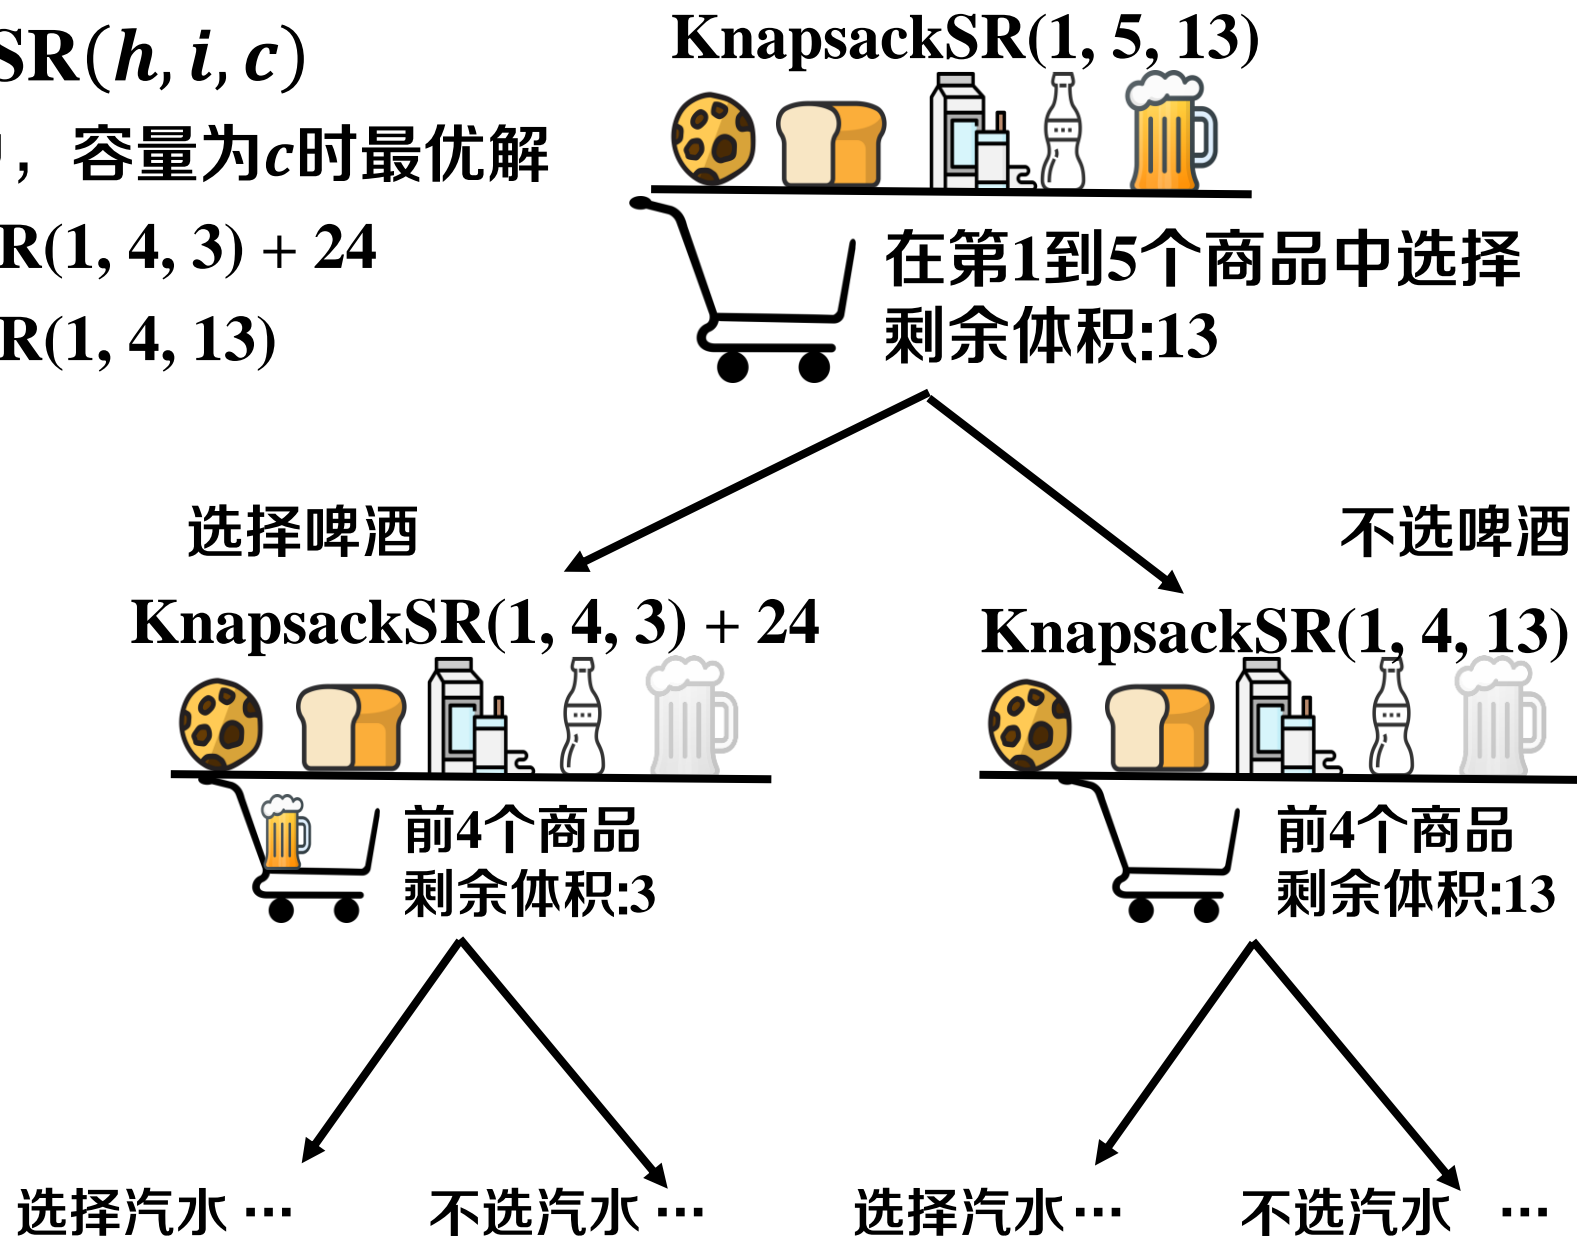 SR(h, i, c)
，容量为c时最优解
R(1, 4, 3) + 24
R(1, 4, 13)
KnapsackSR(1, 5, 13)
在第1到5个商品中选择
剩余体积:13
选择啤酒
不选啤酒
KnapsackSR(1, 4, 3) + 24
KnapsackSR(1, 4, 13)
前4个商品
剩余体积:3
前4个商品
剩余体积:13
选择汽水 ...
不选汽水 ...
选择汽水 ...
不选汽水 ...